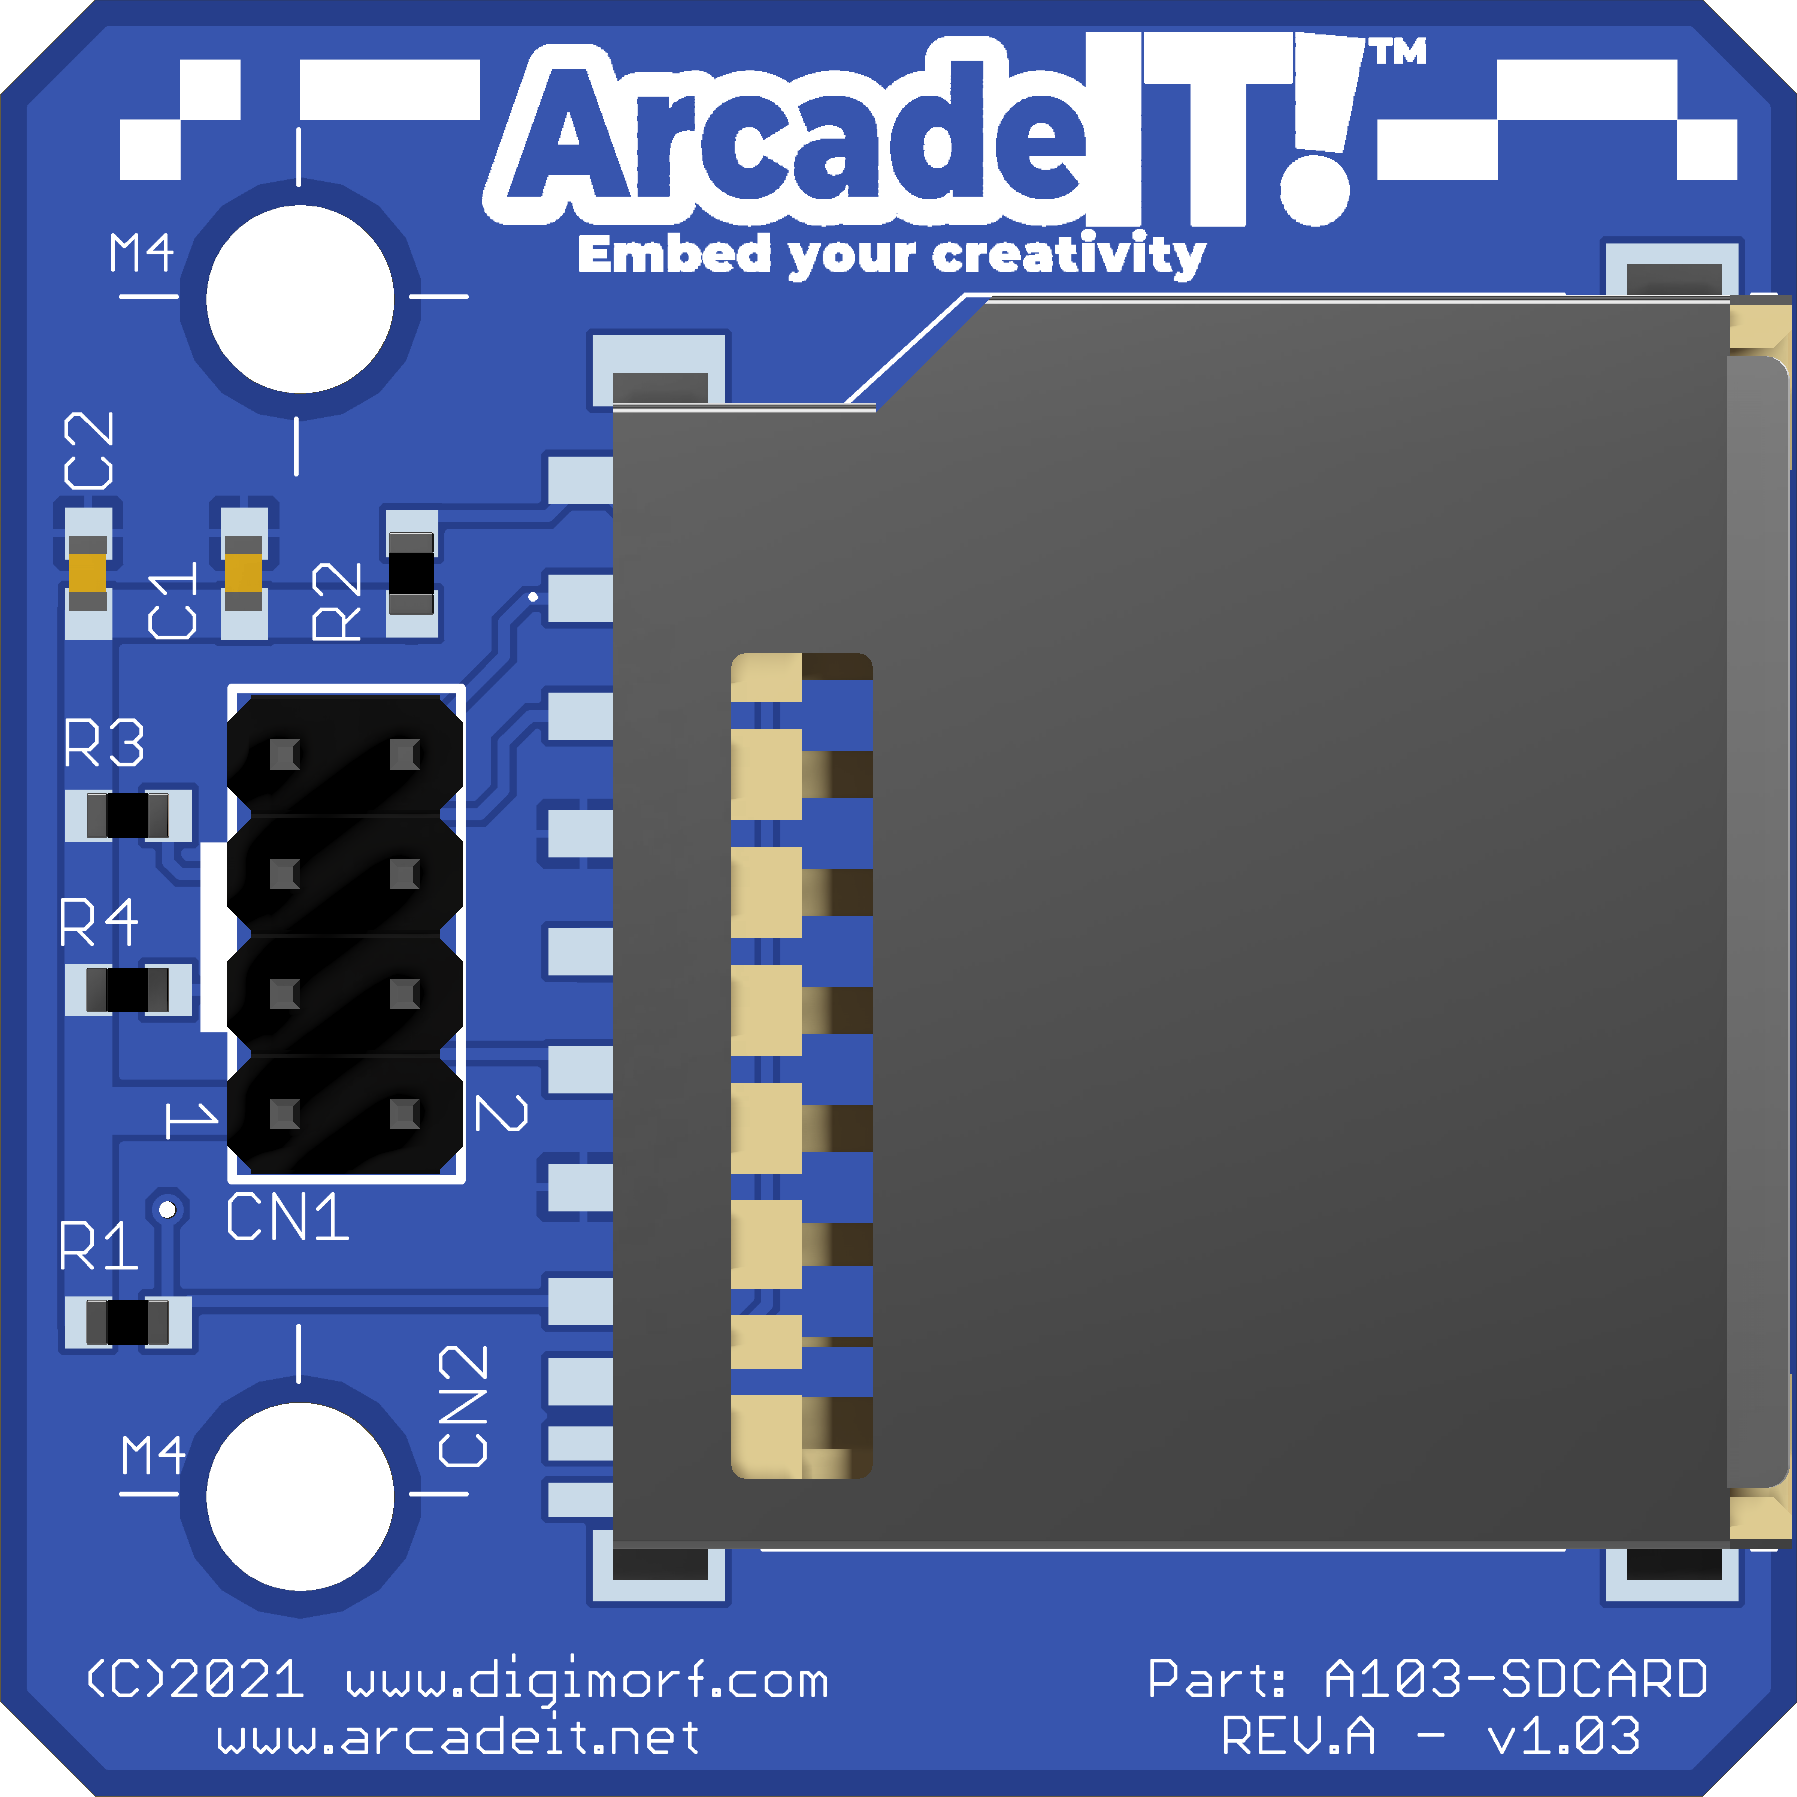 ArcadeIT!™
Embed your creativity
M4
C2
C1
R2
R3
R4
1
2
CN1
R1
CN2
M4
(C)2021 www.digimorf.com
www.arcadeit.net
Part: A103-SDCARD
REV.A - v1.03